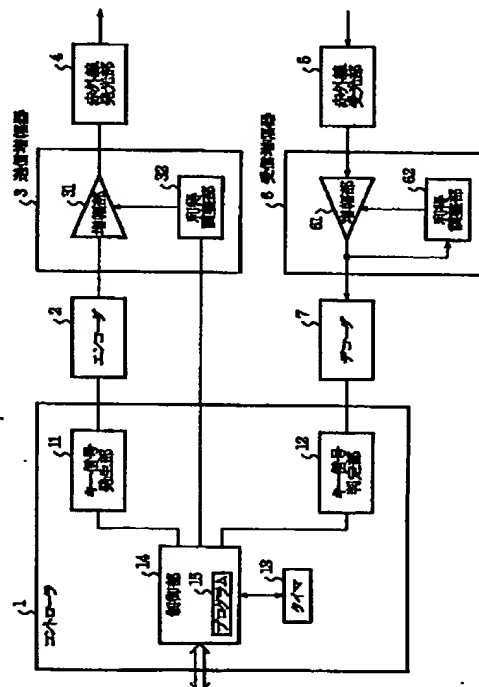 1
コントローラ
14
制御部
15
プログラム
13
タイマ
11
キー信号
発生部
12
キー信号
判定部
2
エンコーダ
7
デコーダ
3 送信増幅器
31
増幅部
32
利得
調整部
6 受信増幅器
61
増幅部
62
利得
調整部
4
赤外線
発光部
5
赤外線
受光部